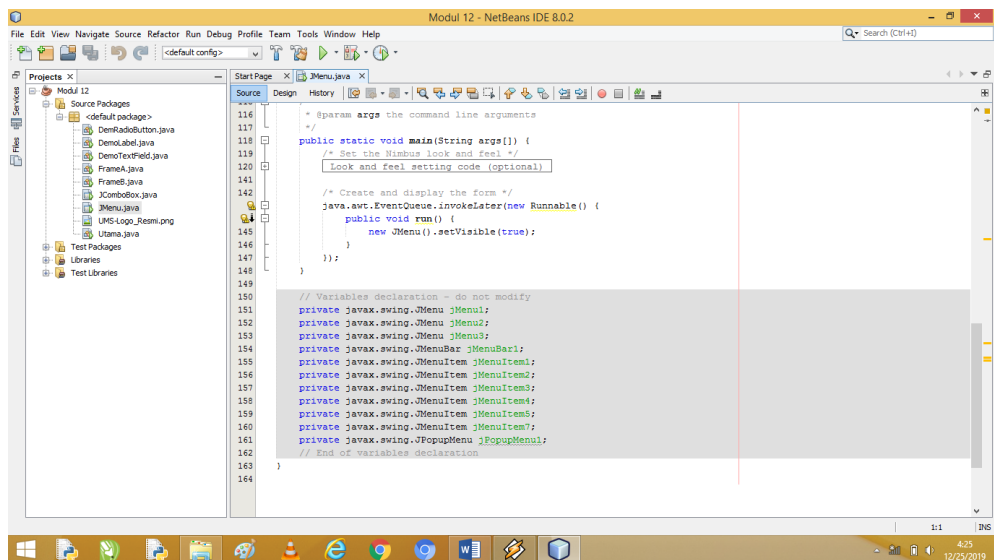 Modul 12 - NetBeans IDE 8.0.2
File Edit View Navigate Source Refactor Run Debug Profile Team Tools Window Help
Search (Ctrl+I)
<default config>
Projects
Start Page
JMenu.java
Services
Files
Modul 12
Source Packages
<default package>
DemRadioButton.java
DemoLabel.java
DemoTextField.java
FrameA.java
FrameB.java
JComboBox.java
JMenu.java
UMS-Logo_Resmi.png
Utama.java
Test Packages
Libraries
Test Libraries
Source Design History
116 * @param args the command line arguments
117 */
118 public static void main(String args[]) {
119 /* Set the Nimbus look and feel */
120 Look and feel setting code (optional)
141
142 /* Create and display the form */
java.awt.EventQueue.invokeLater(new Runnable() {
public void run() {
145 new JMenu().setVisible(true);
146 }
147 });
148 }
149
150 // Variables declaration - do not modify
151 private javax.swing.JMenu jMenu1;
152 private javax.swing.JMenu jMenu2;
153 private javax.swing.JMenu jMenu3;
154 private javax.swing.JMenuBar jMenuBar1;
155 private javax.swing.JMenuItem jMenuItem1;
156 private javax.swing.JMenuItem jMenuItem2;
157 private javax.swing.JMenuItem jMenuItem3;
158 private javax.swing.JMenuItem jMenuItem4;
159 private javax.swing.JMenuItem jMenuItem5;
160 private javax.swing.JMenuItem jMenuItem7;
161 private javax.swing.JPopupMenu jPopupMenu1;
162 // End of variables declaration
163 }
164
1:1 INS
4:25
12/25/2019